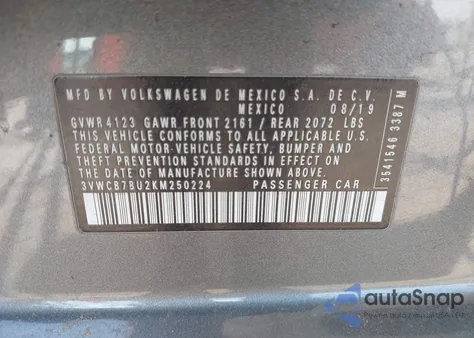 MFD BY VOLKSWAGEN DE MEXICO S.A. DE C.V.
MEXICO 08/19
GVWR 4123 GAWR FRONT 2161 / REAR 2072 LBS
THIS VEHICLE CONFORMS TO ALL APPLICABLE U.S.
FEDERAL MOTOR-VEHICLE SAFETY, BUMPER AND
THEFT PREVENTION STANDARDS IN EFFECT ON
THE DATE OF MANUFACTURE SHOWN ABOVE.
3VWCB7BU2KM250224 PASSENGER CAR
3541546 3387 M
autoSnap